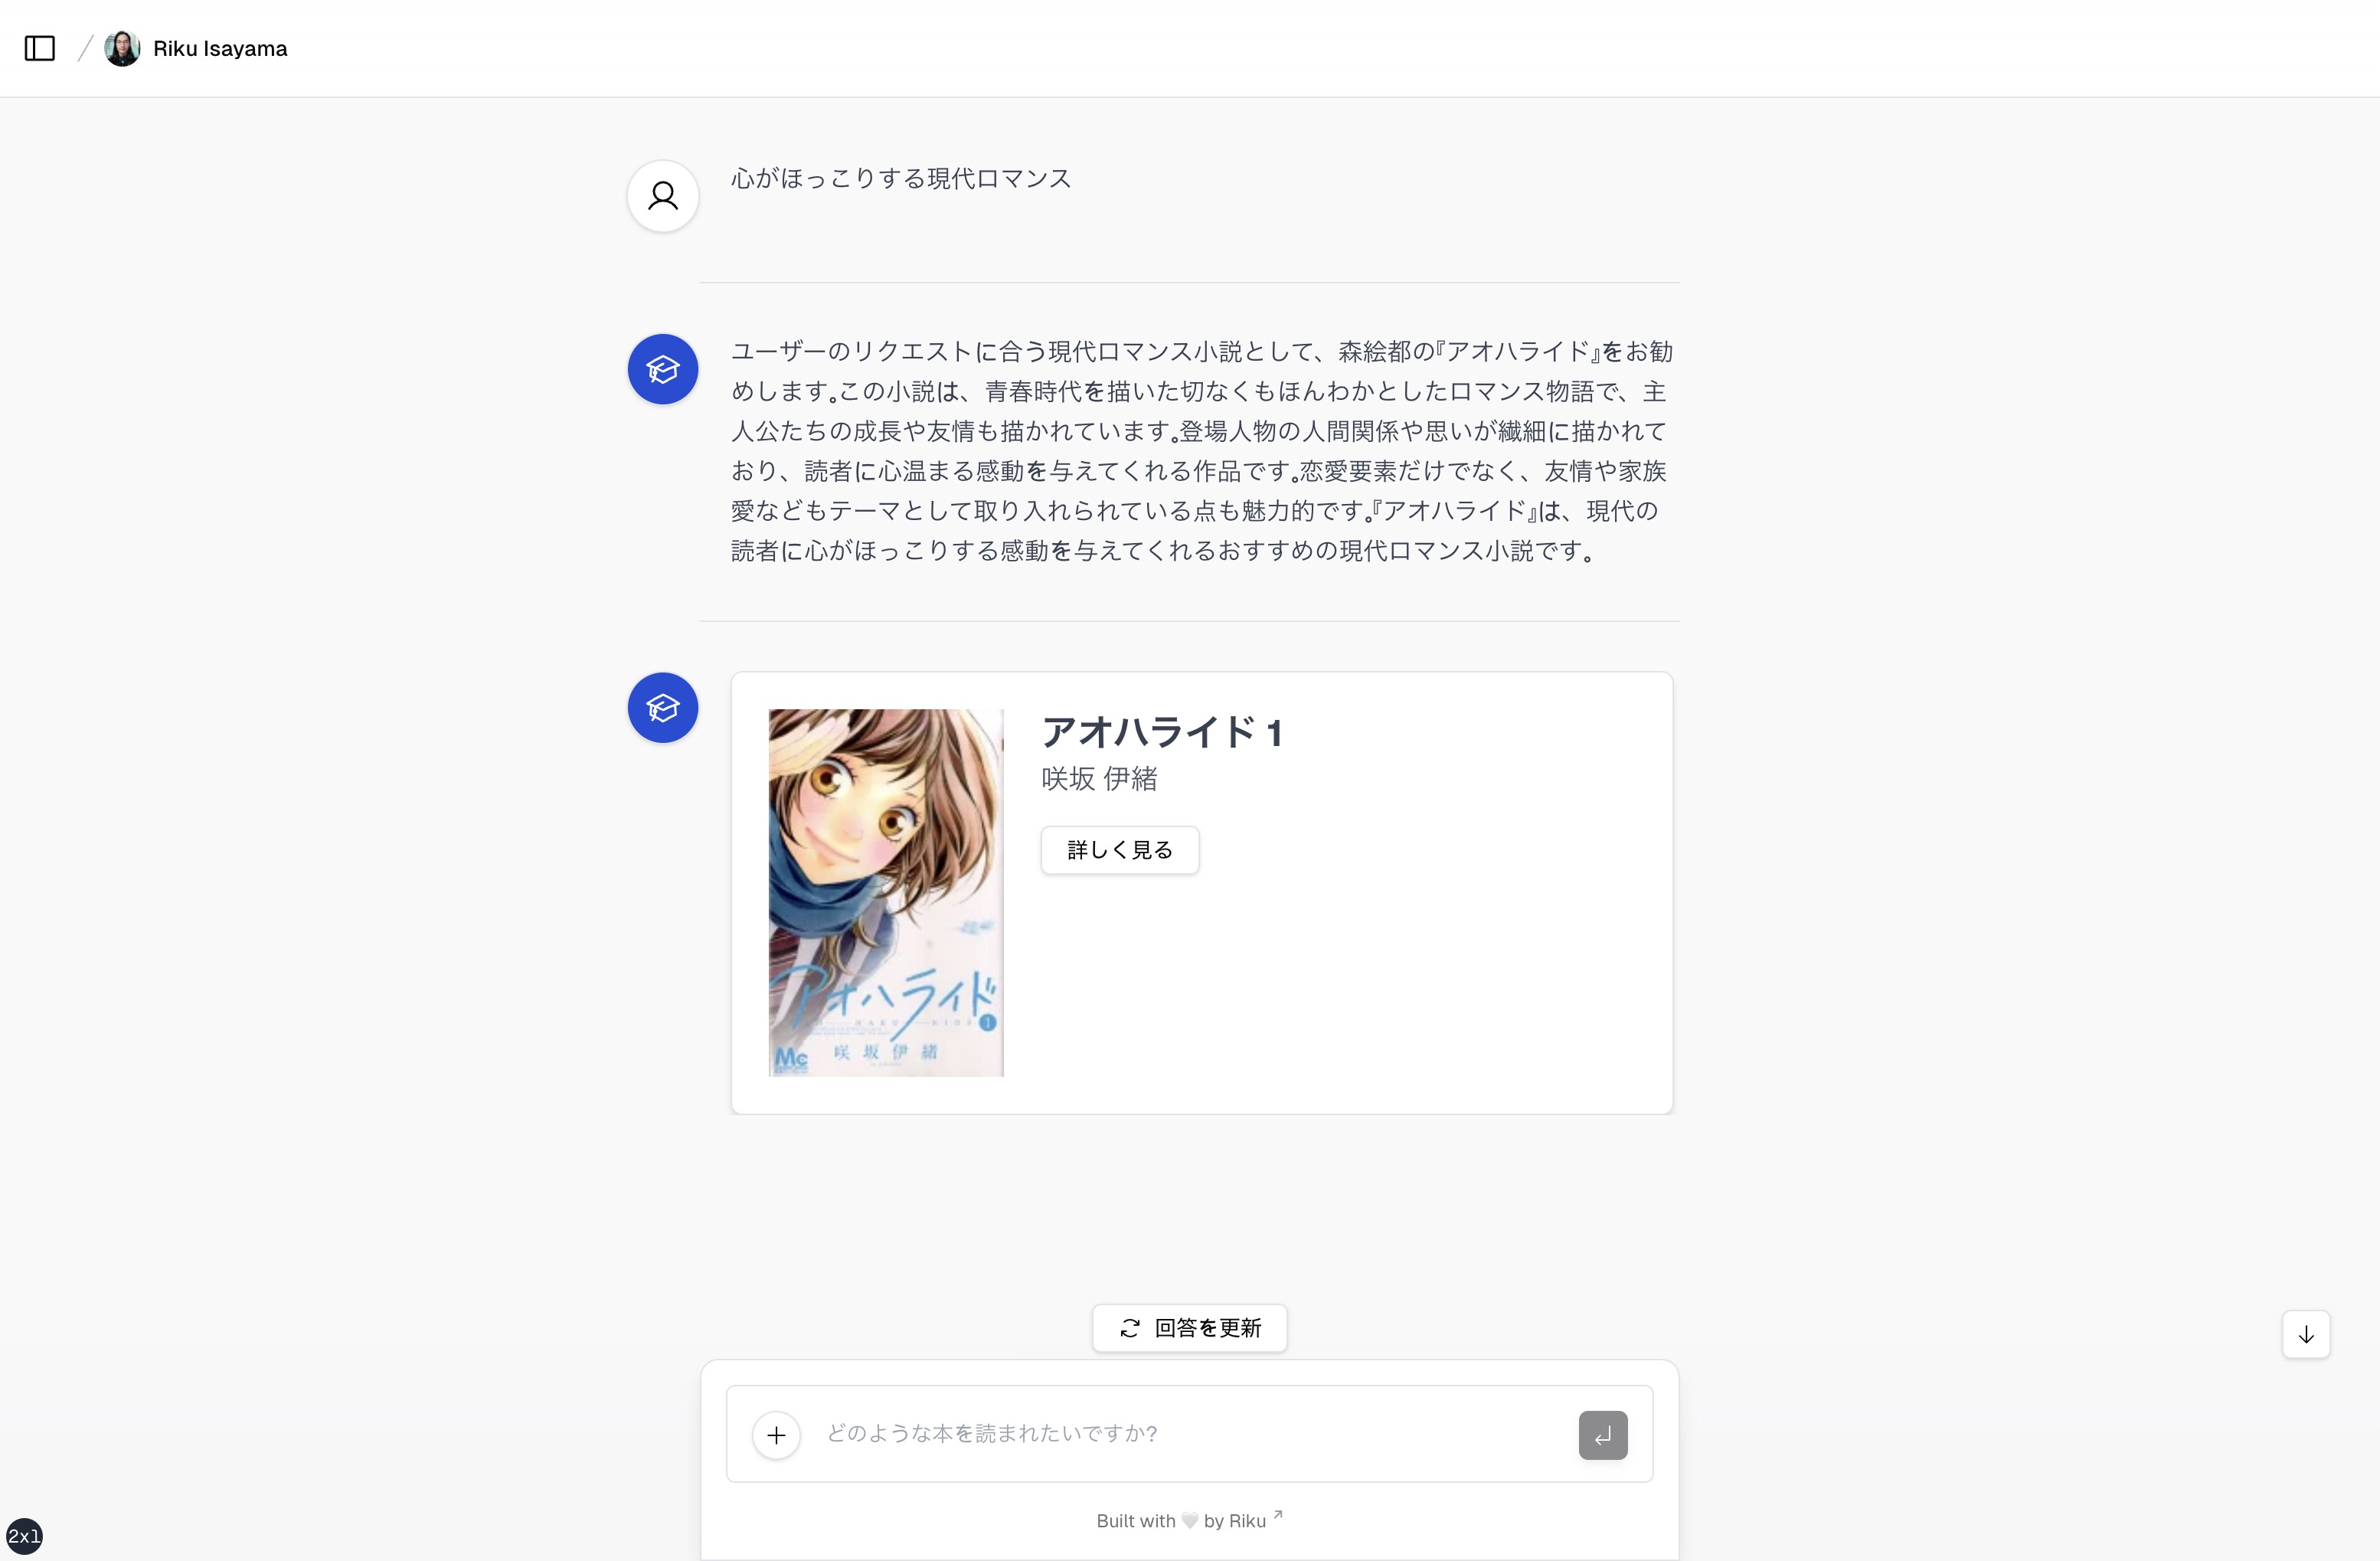 Riku Isayama
心がほっこりする現代ロマンス
ユーザーのリクエストに合う現代ロマンス小説として、森絵都の『アオハライド』をお勧
めします。この小説は、青春時代を描いた切なくもほんわかとしたロマンス物語で、主
人公たちの成長や友情も描かれています。登場人物の人間関係や思いが繊細に描かれて
おり、読者に心温まる感動を与えてくれる作品です。恋愛要素だけでなく、友情や家族
愛などもテーマとして取り入れられている点も魅力的です。『アオハライド』は、現代の
読者に心がほっこりする感動を与えてくれるおすすめの現代ロマンス小説です。
アオハライド 1
咲坂 伊緒
詳しく見る
アオハライド
1
咲坂伊緒
Mc
回答を更新
どのような本を読まれたいですか?
Built with 🤍 by Riku
2x1